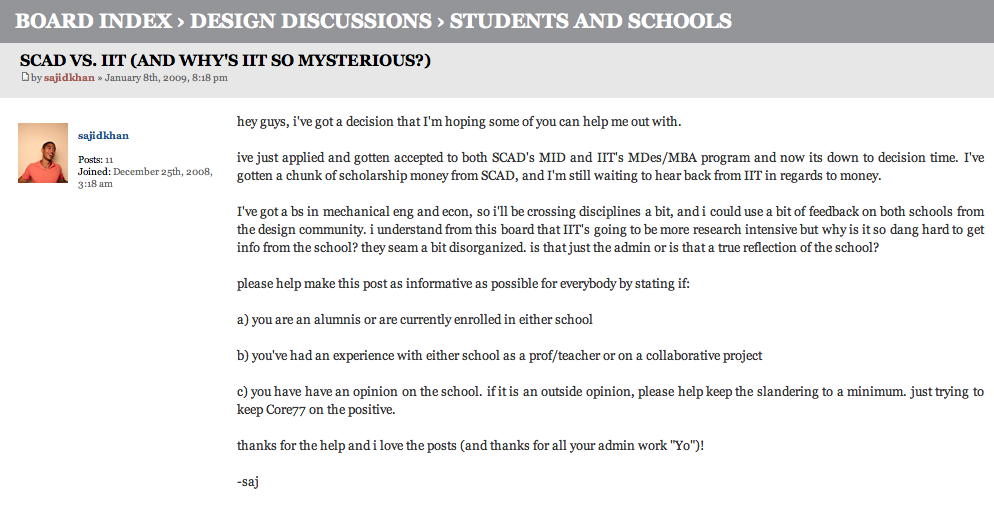 BOARD INDEX › DESIGN DISCUSSIONS › STUDENTS AND SCHOOLS
SCAD VS. IIT (AND WHY'S IIT SO MYSTERIOUS?)
by sajidkhan » January 8th, 2009, 8:18 pm
sajidkhan
Posts: 11
Joined: December 25th, 2008,
3:18 am
hey guys, i've got a decision that I'm hoping some of you can help me out with.
ive just applied and gotten accepted to both SCAD's MID and IIT's MDes/MBA program and now its down to decision time. I've
gotten a chunk of scholarship money from SCAD, and I'm still waiting to hear back from IIT in regards to money.
I've got a bs in mechanical eng and econ, so i'll be crossing disciplines a bit, and i could use a bit of feedback on both schools from
the design community. i understand from this board that IIT's going to be more research intensive but why is it so dang hard to get
info from the school? they seam a bit disorganized. is that just the admin or is that a true reflection of the school?
please help make this post as informative as possible for everybody by stating if:
a) you are an alumnis or are currently enrolled in either school
b) you've had an experience with either school as a prof/teacher or on a collaborative project
c) you have have an opinion on the school. if it is an outside opinion, please help keep the slandering to a minimum. just trying to
keep Core77 on the positive.
thanks for the help and i love the posts (and thanks for all your admin work "Yo")!
-saj